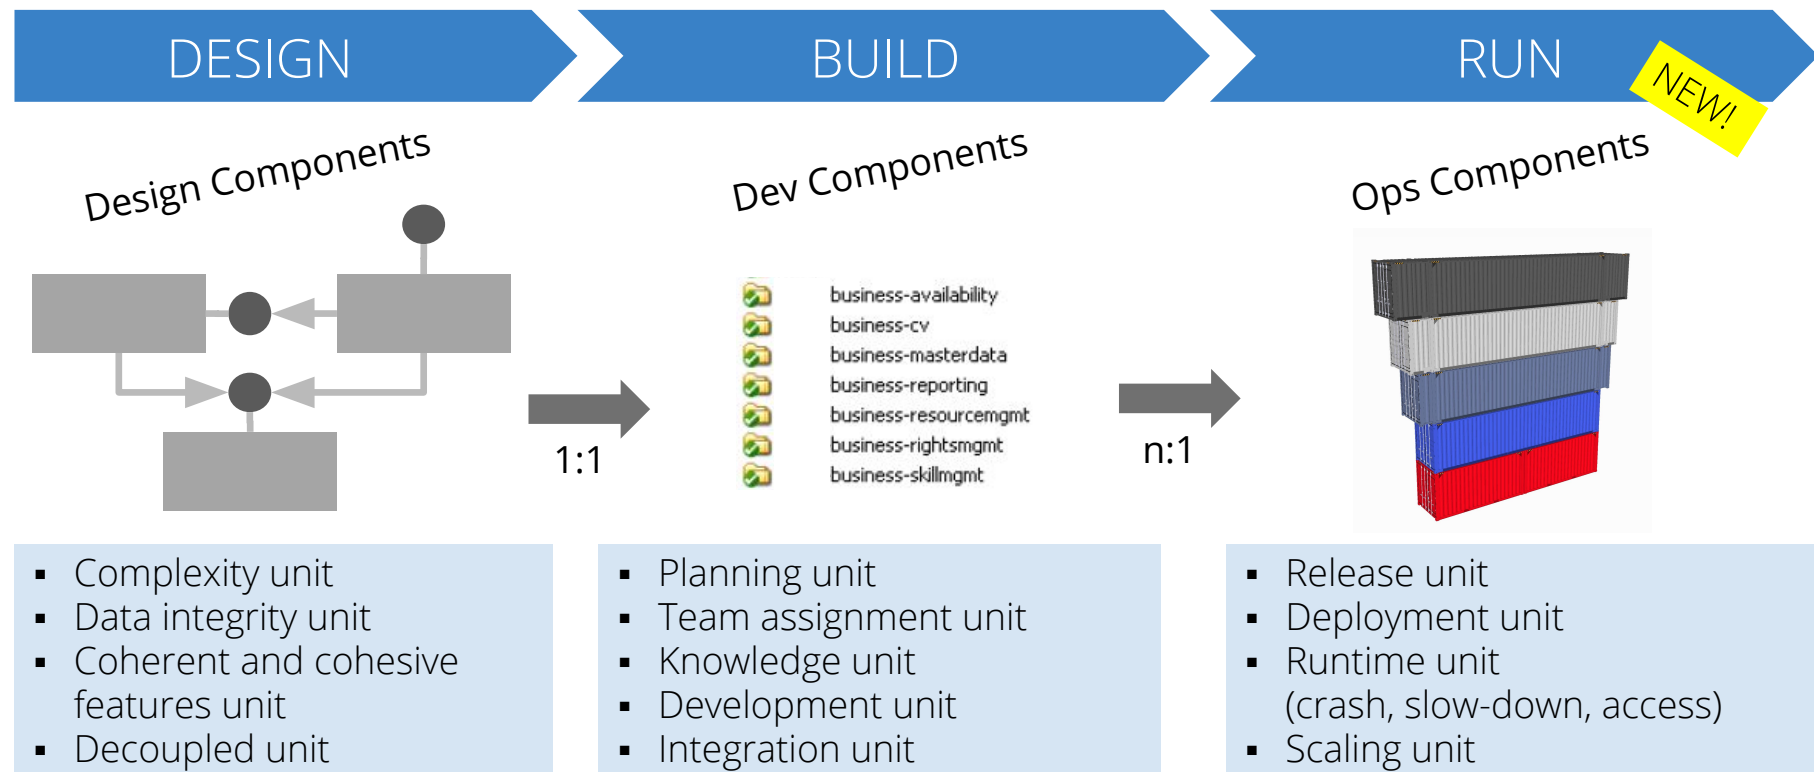 DESIGN
BUILD
RUN
NEW!
Design Components
Dev Components
Ops Components
business-availability
business-cv
business-masterdata
business-reporting
business-resourcemgmt
business-rightsmgmt
business-skillmgmt
1:1
n:1
▪ Complexity unit
▪ Data integrity unit
▪ Coherent and cohesive
features unit
▪ Decoupled unit
▪ Planning unit
▪ Team assignment unit
▪ Knowledge unit
▪ Development unit
▪ Integration unit
▪ Release unit
▪ Deployment unit
▪ Runtime unit
(crash, slow-down, access)
▪ Scaling unit